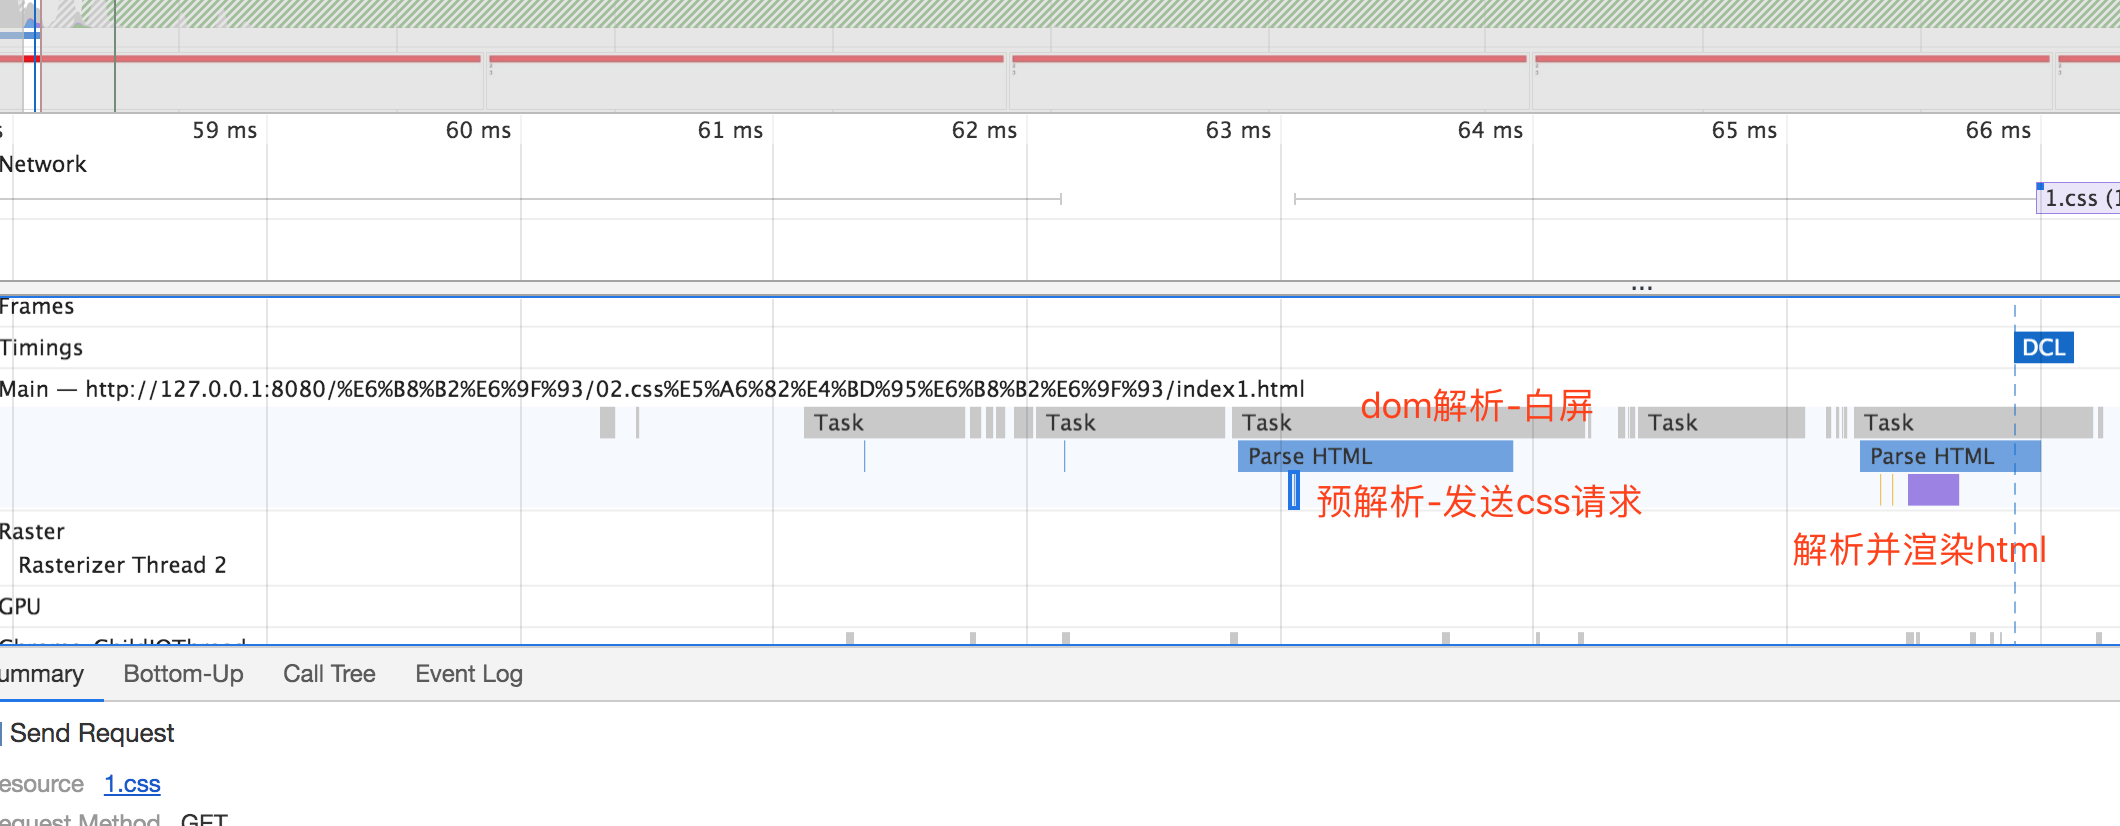 59 ms 60 ms 61 ms 62 ms 63 ms 64 ms 65 ms 66 ms
Network
1.css (1
...
Frames
Timings
DCL
Main — http://127.0.0.1:8080/%E6%B8%B2%E6%9F%93/02.css%E5%A6%82%E4%BD%95%E6%B8%B2%E6%9F%93/index1.html
dom解析-白屏
Task Task Task Task Task
Parse HTML Parse HTML
预解析-发送css请求
Raster
解析并渲染html
Rasterizer Thread 2
GPU
ummary Bottom-Up Call Tree Event Log
Send Request
esource 1.css
equest Method GET